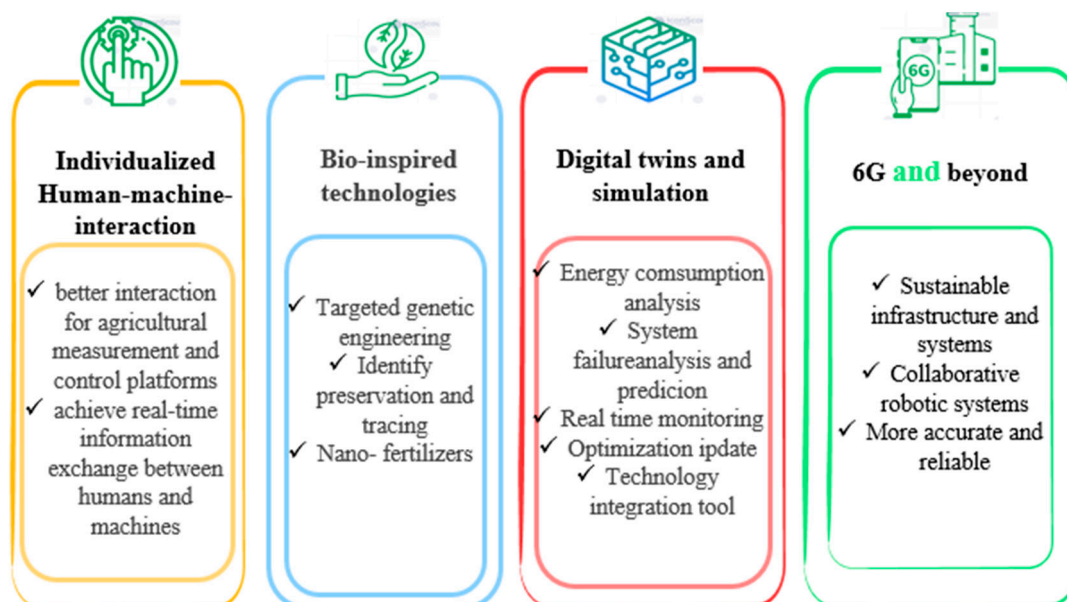 Individualized
Human-machine-
interaction
✓ better interaction
for agricultural
measurement and
control platforms
✓ achieve real-time
information
exchange between
humans and
machines
Bio-inspired
technologies
✓ Targeted genetic
engineering
✓ Identify
preservation and
tracing
✓ Nano- fertilizers
Digital twins and
simulation
✓ Energy comsumption
analysis
✓ System
failureanalysis and
predicion
✓ Real time monitoring
✓ Optimization ipdate
✓ Technology
integration tool
6G
6G and beyond
✓ Sustainable
infrastructure and
systems
✓ Collaborative
robotic systems
✓ More accurate and
reliable